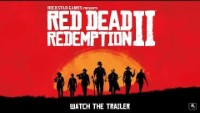 ROCKSTAR GAMES presents
RED DEAD
REDEMPTION II
WATCH THE TRAILER